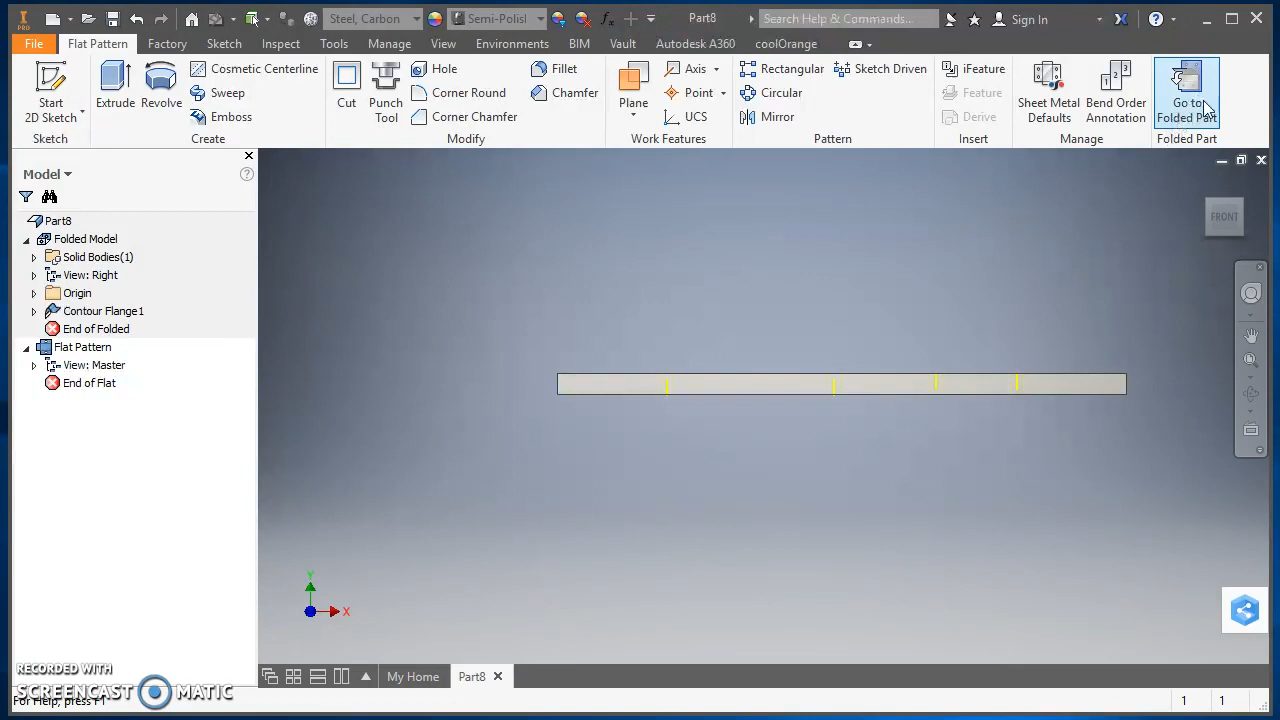 PRO
Steel, Carbon
Semi-Polisl
Part8
Search Help & Commands...
Sign In
File
Flat Pattern
Factory
Sketch
Inspect
Tools
Manage
View
Environments
BIM
Vault
Autodesk A360
coolOrange
Start
2D Sketch
Extrude
Revolve
Cosmetic Centerline
Sweep
Emboss
Cut
Punch
Tool
Hole
Corner Round
Corner Chamfer
Fillet
Chamfer
Plane
Axis
Point
UCS
Rectangular
Circular
Mirror
Sketch Driven
iFeature
Feature
Derive
Sheet Metal
Defaults
Bend Order
Annotation
Go to
Folded Part
Sketch
Create
Modify
Work Features
Pattern
Insert
Manage
Folded Part
Model
Part8
Folded Model
Solid Bodies(1)
View: Right
Origin
Contour Flange1
End of Folded
Flat Pattern
View: Master
End of Flat
FRONT
Y
X
My Home
Part8
RECORDED WITH
SCREENCAST MATIC
For Help, press F1
1
1